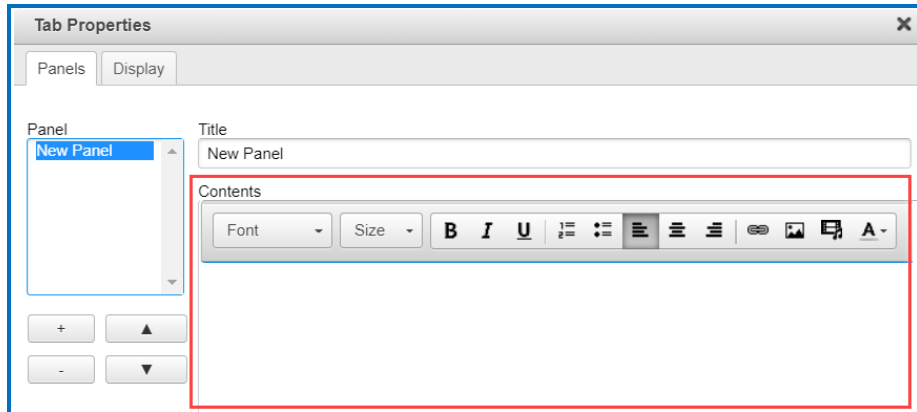 Tab Properties
Panels Display
Panel
New Panel
+
-
Title
New Panel
Contents
Font Size B I U A